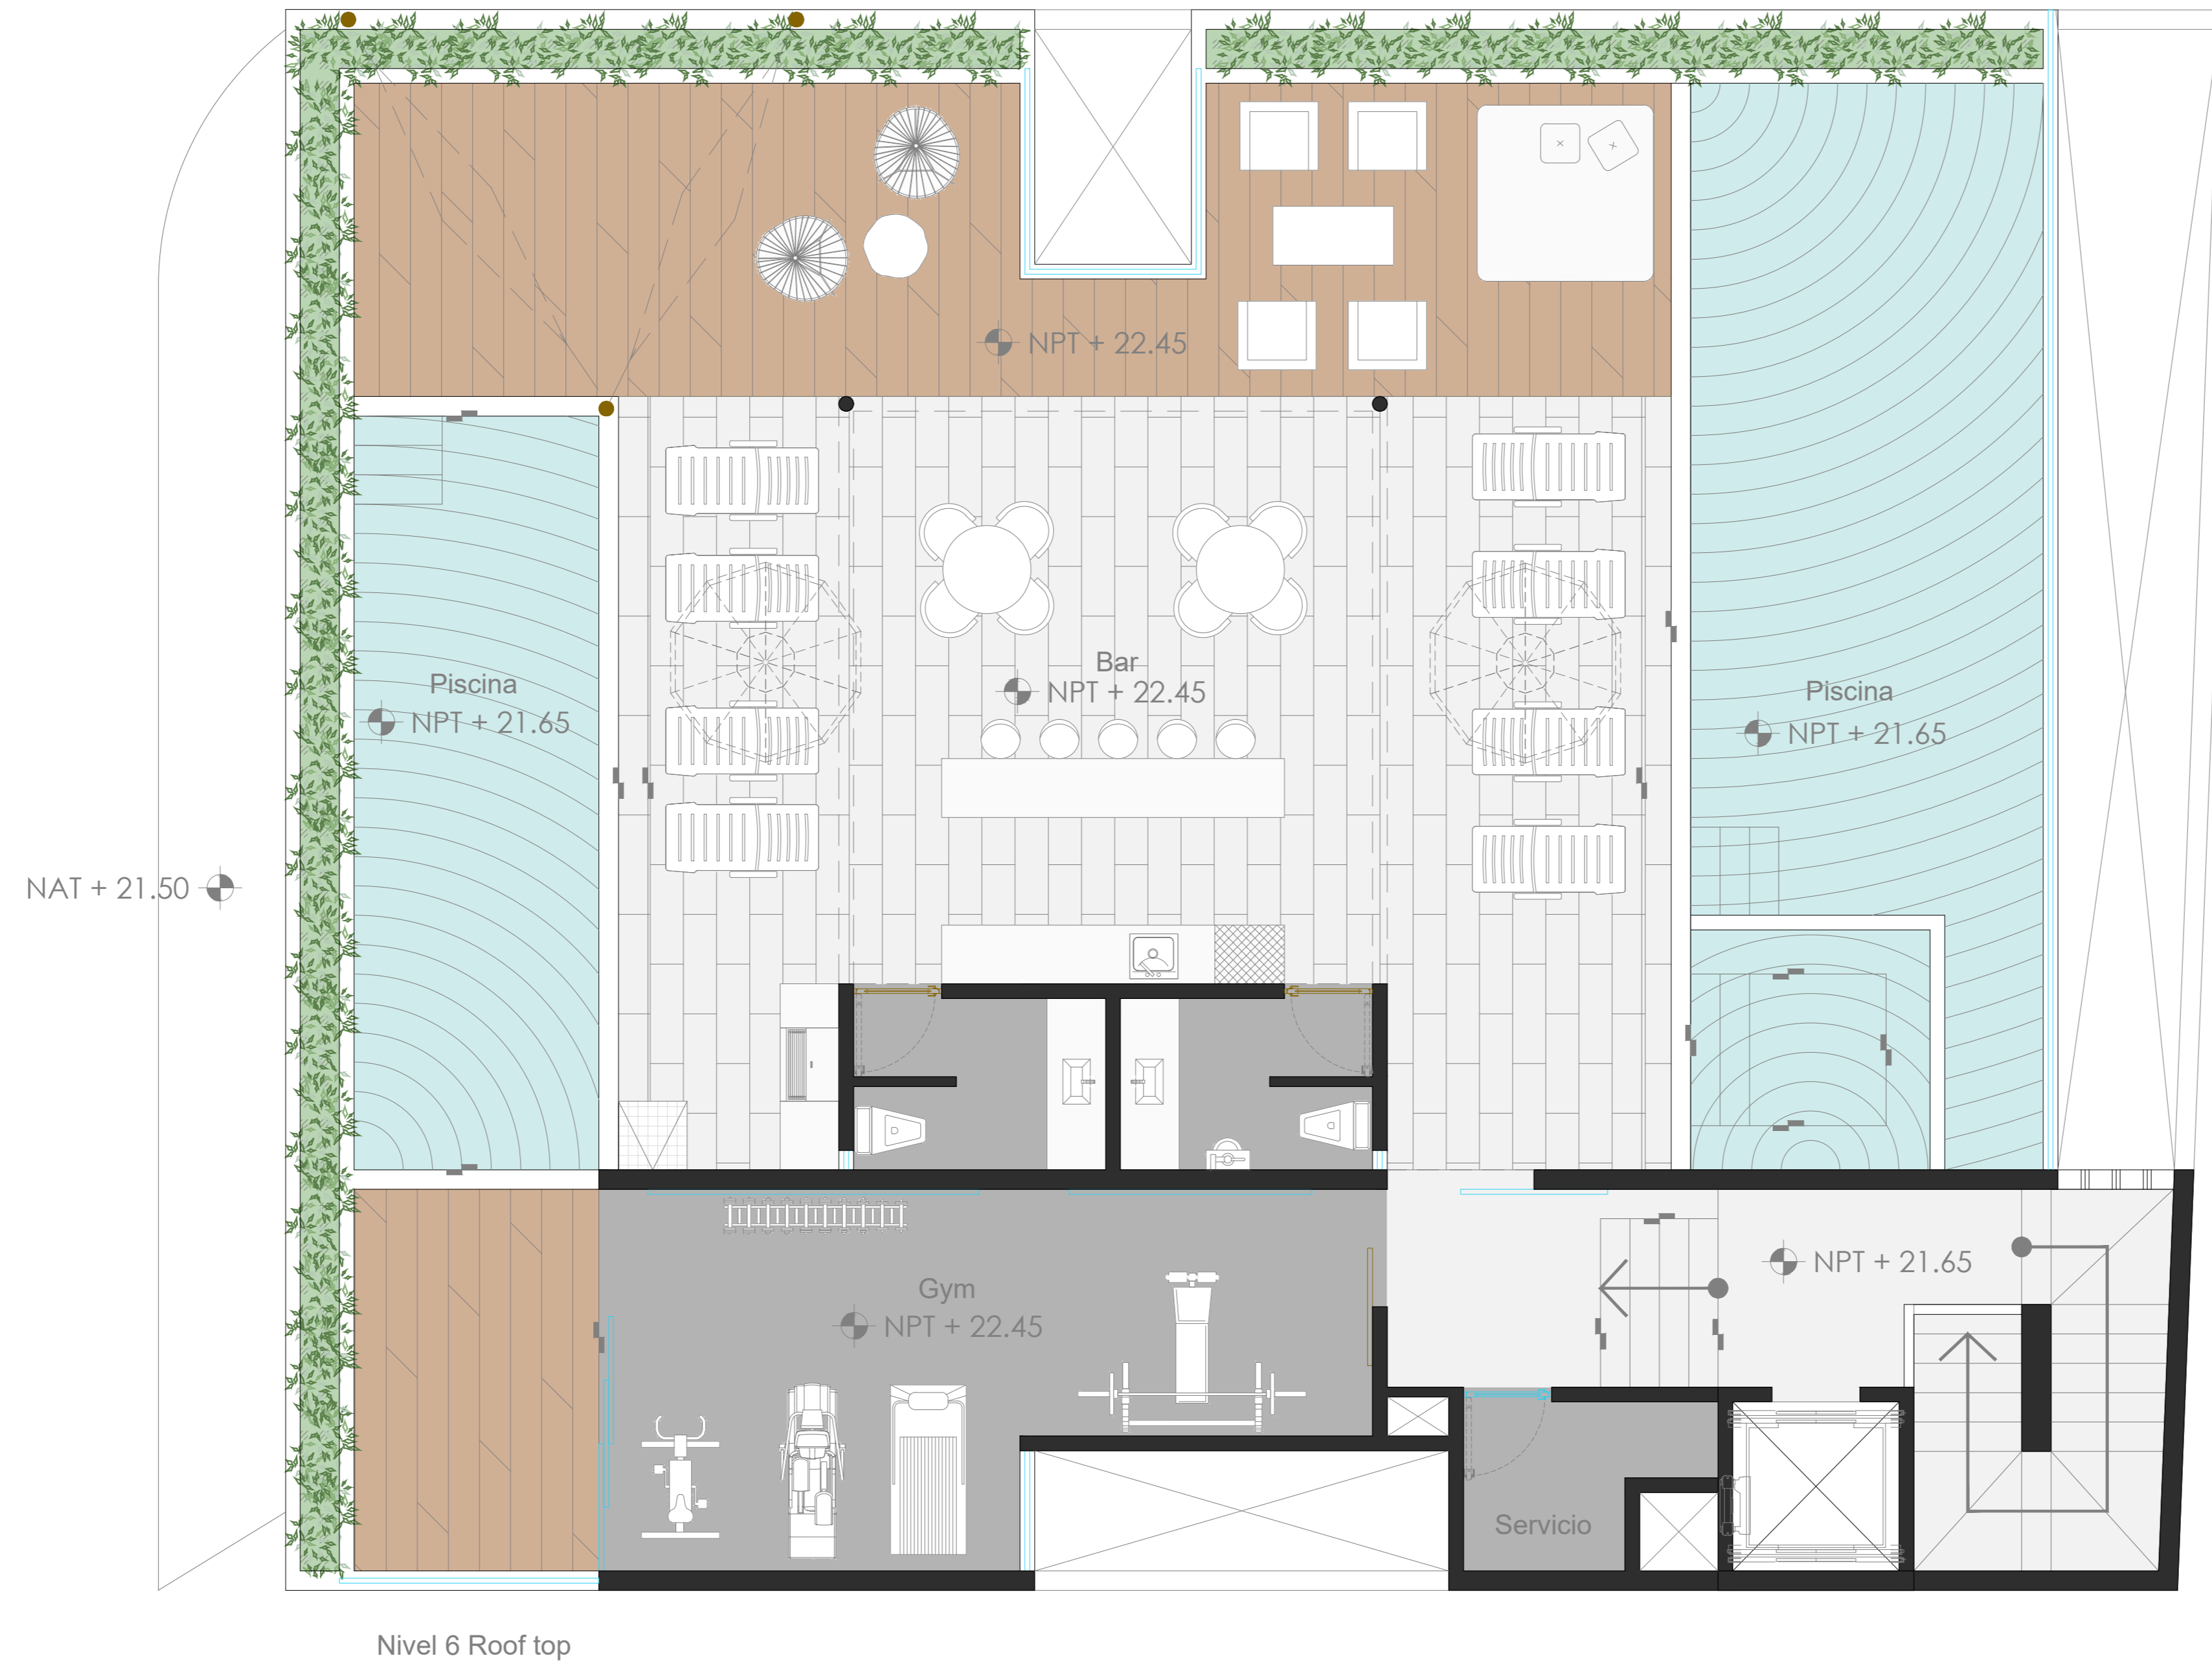 NPT + 22.45
Bar
NPT + 22.45
Piscina
NPT + 21.65
Piscina
NPT + 21.65
NAT + 21.50
NPT + 21.65
Gym
NPT + 22.45
Servicio
Nivel 6 Roof top